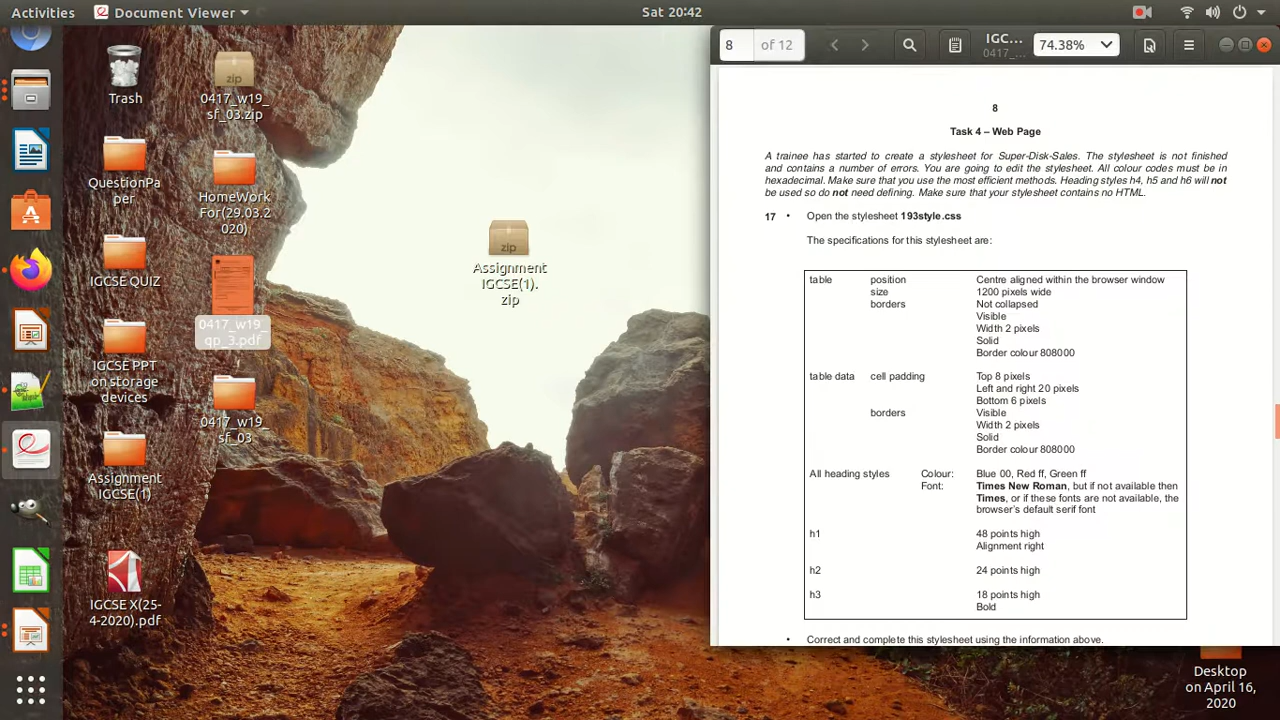 Activities
Document Viewer
Sat 20:42
8
of 12
IGC...
0417_...
74.38%
Trash
zip
0417_w19_
sf_03.zip
QuestionPa
per
HomeWork
For(29.03.2
020)
zip
Assignment
IGCSE(1).
zip
IGCSE QUIZ
0417_w19_
qp_3.pdf
IGCSE PPT
on storage
devices
0417_w19_
sf_03
Assignment
IGCSE(1)
IGCSE X(25-
4-2020).pdf
Desktop
on April 16,
2020
8
Task 4 – Web Page
A trainee has started to create a stylesheet for Super-Disk-Sales. The stylesheet is not finished
and contains a number of errors. You are going to edit the stylesheet. All colour codes must be in
hexadecimal. Make sure that you use the most efficient methods. Heading styles h4, h5 and h6 will not
be used so do not need defining. Make sure that your stylesheet contains no HTML.
17 • Open the stylesheet 193style.css
The specifications for this stylesheet are:
table position Centre aligned within the browser window
size 1200 pixels wide
borders Not collapsed
Visible
Width 2 pixels
Solid
Border colour 808000
table data cell padding Top 8 pixels
Left and right 20 pixels
Bottom 6 pixels
borders Visible
Width 2 pixels
Solid
Border colour 808000
All heading styles Colour: Blue 00, Red ff, Green ff
Font: Times New Roman, but if not available then
Times, or if these fonts are not available, the
browser's default serif font
h1 48 points high
Alignment right
h2 24 points high
h3 18 points high
Bold
• Correct and complete this stylesheet using the information above.